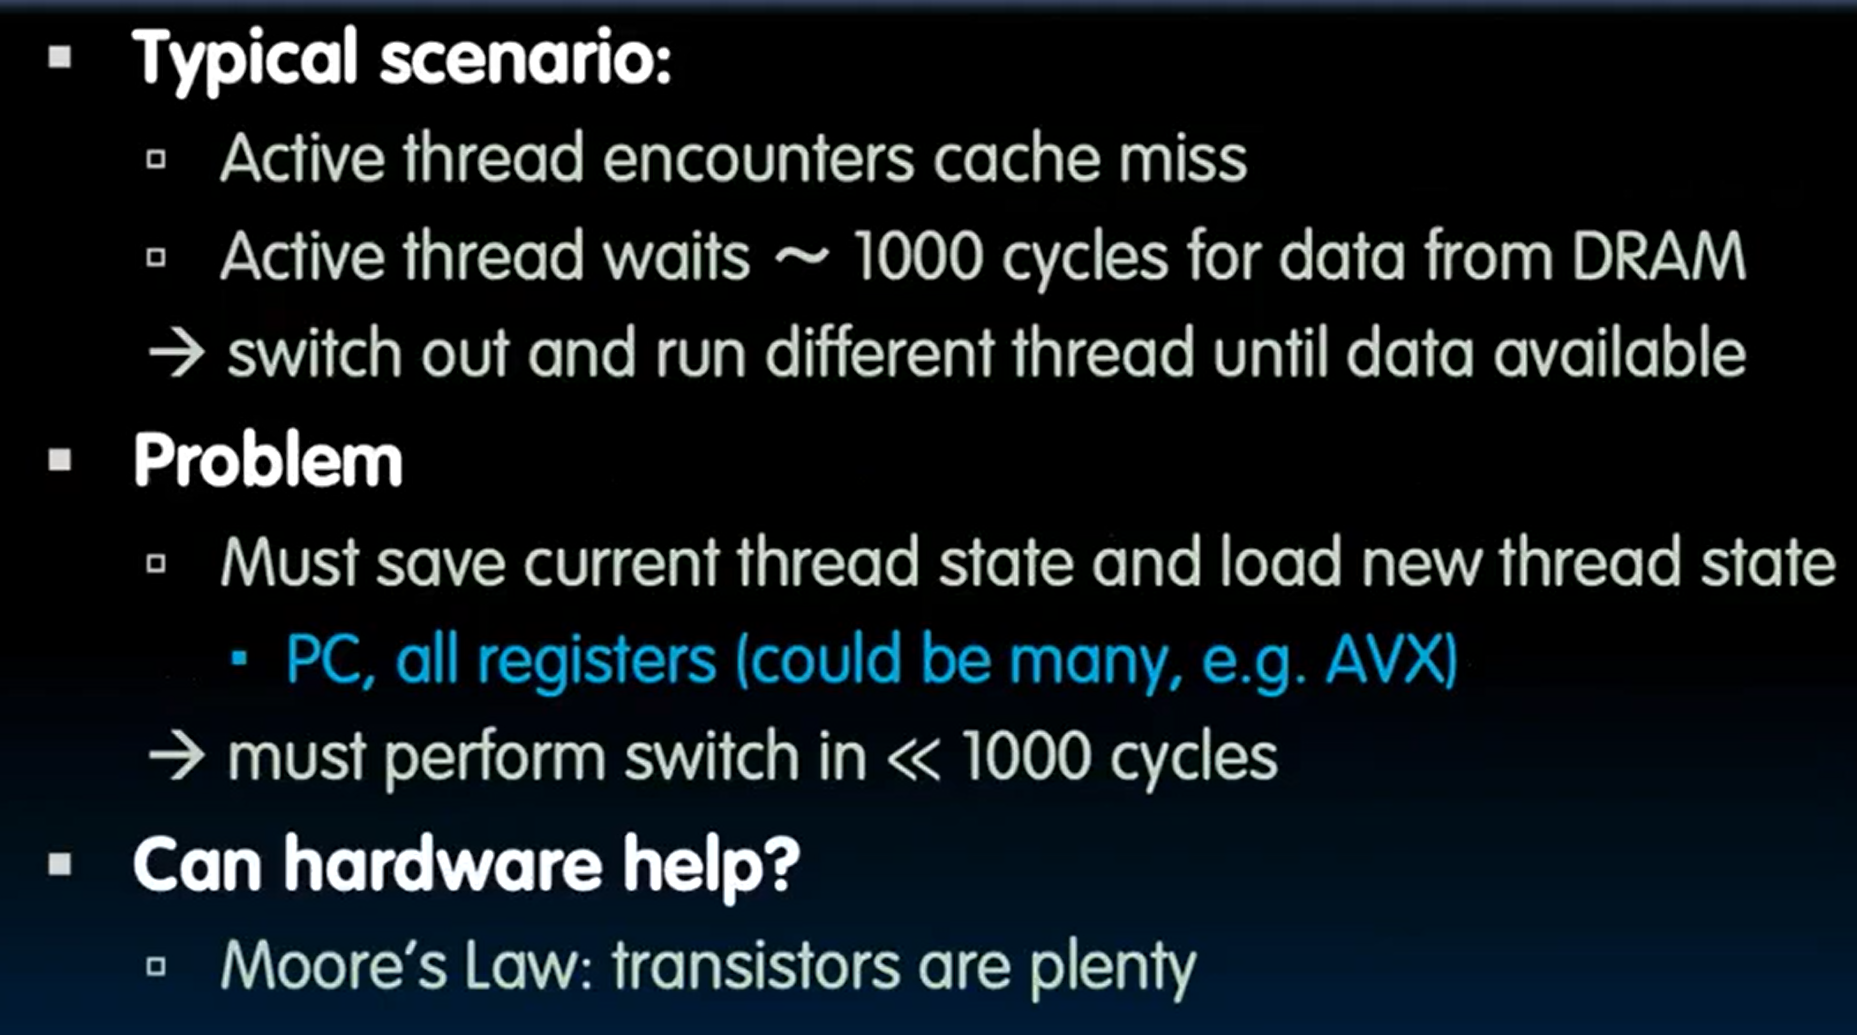 Typical scenario:
Active thread encounters cache miss
Active thread waits ~ 1000 cycles for data from DRAM
→ switch out and run different thread until data available
Problem
Must save current thread state and load new thread state
PC, all registers (could be many, e.g. AVX)
→ must perform switch in ≪ 1000 cycles
Can hardware help?
Moore's Law: transistors are plenty